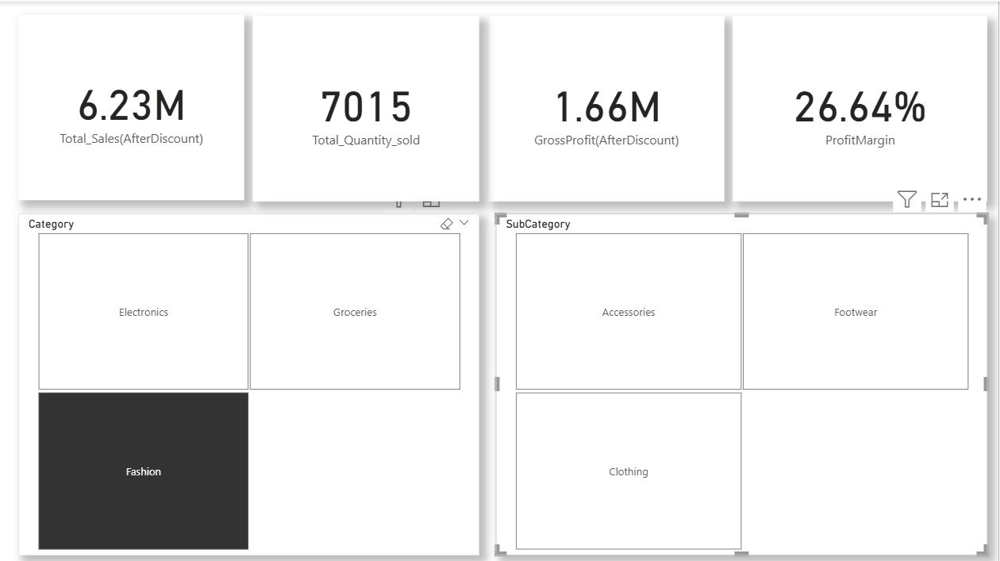 6.23M
Total_Sales(AfterDiscount)
7015
Total_Quantity_sold
1.66M
GrossProfit(AfterDiscount)
26.64%
ProfitMargin
Category
Electronics
Groceries
Fashion
SubCategory
Accessories
Footwear
Clothing